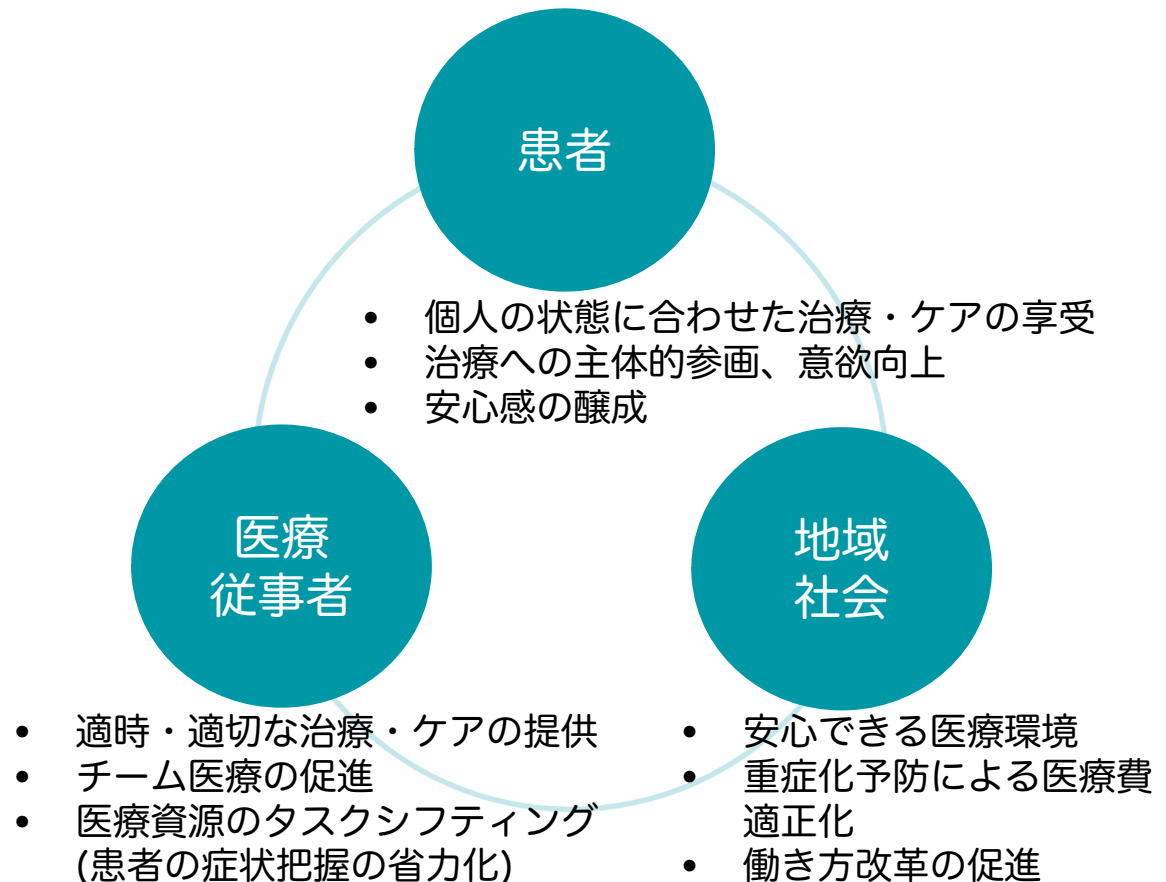 患者
• 個人の状態に合わせた治療・ケアの享受
• 治療への主体的参画、意欲向上
• 安心感の醸成
医療
従事者
• 適時・適切な治療・ケアの提供
• チーム医療の促進
• 医療資源のタスクシフティング
(患者の症状把握の省力化)
地域
社会
• 安心できる医療環境
• 重症化予防による医療費
適正化
• 働き方改革の促進